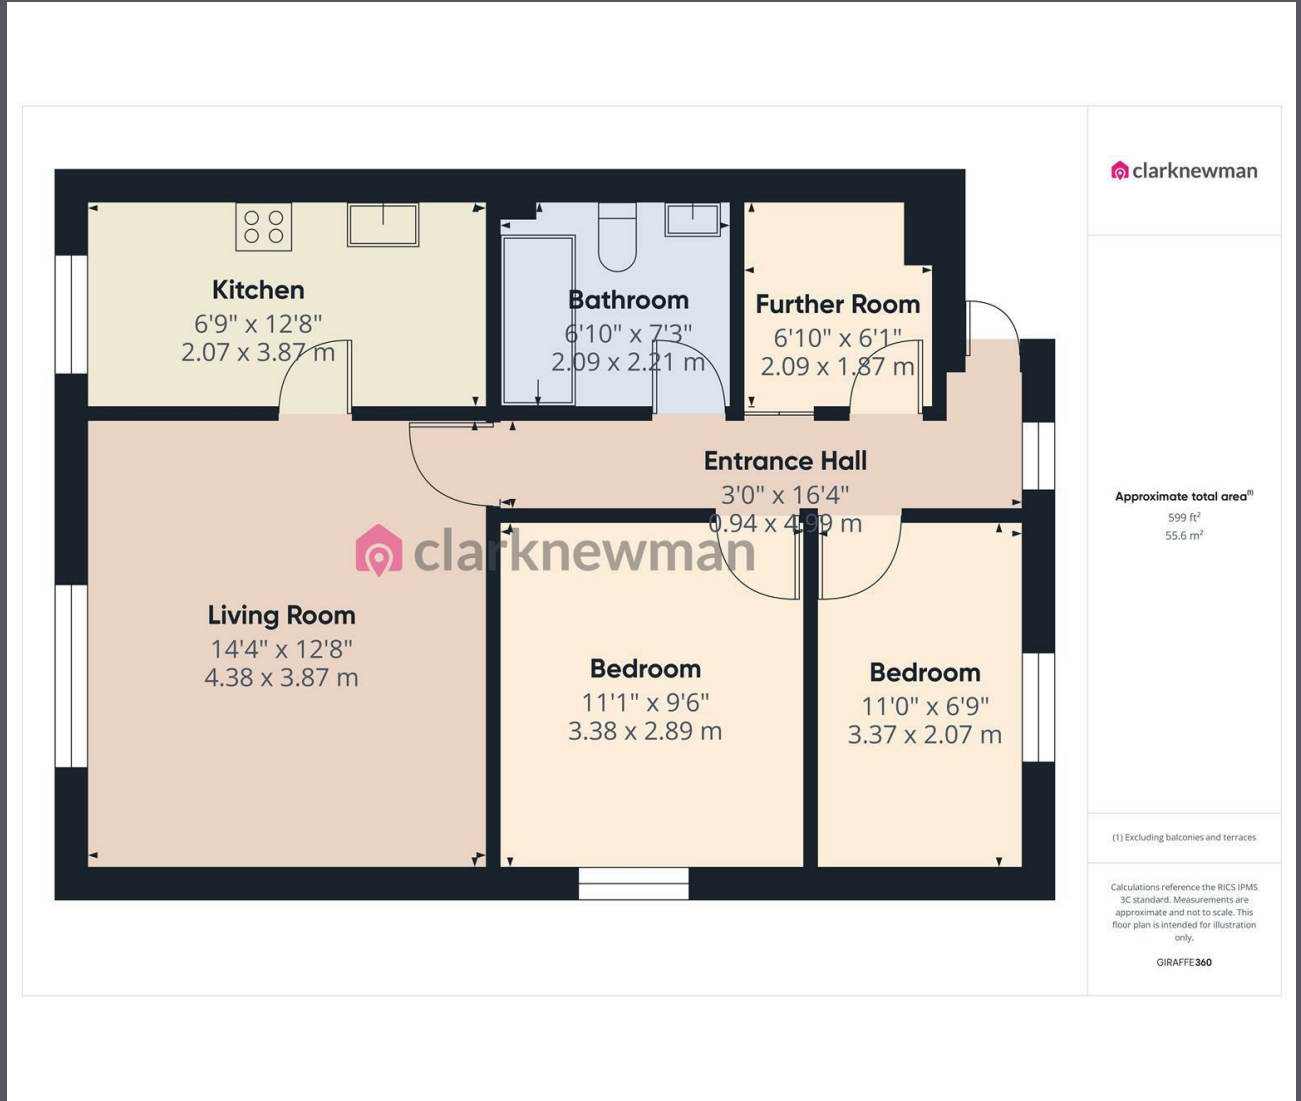 Kitchen
6'9" x 12'8"
2.07 x 3.87 m
Bathroom
6'10" x 7'3"
2.09 x 2.21 m
Further Room
6'10" x 6'1"
2.09 x 1.87 m
Entrance Hall
3'0" x 16'4"
0.94 x 4.99 m
clarknewman
Living Room
14'4" x 12'8"
4.38 x 3.87 m
Bedroom
11'1" x 9'6"
3.38 x 2.89 m
Bedroom
11'0" x 6'9"
3.37 x 2.07 m
clarknewman
Approximate total area(1)
599 ft²
55.6 m²
(1) Excluding balconies and terraces
Calculations reference the RICS IPMS
3C standard. Measurements are
approximate and not to scale. This
floor plan is intended for illustration
only.
GIRAFFE360